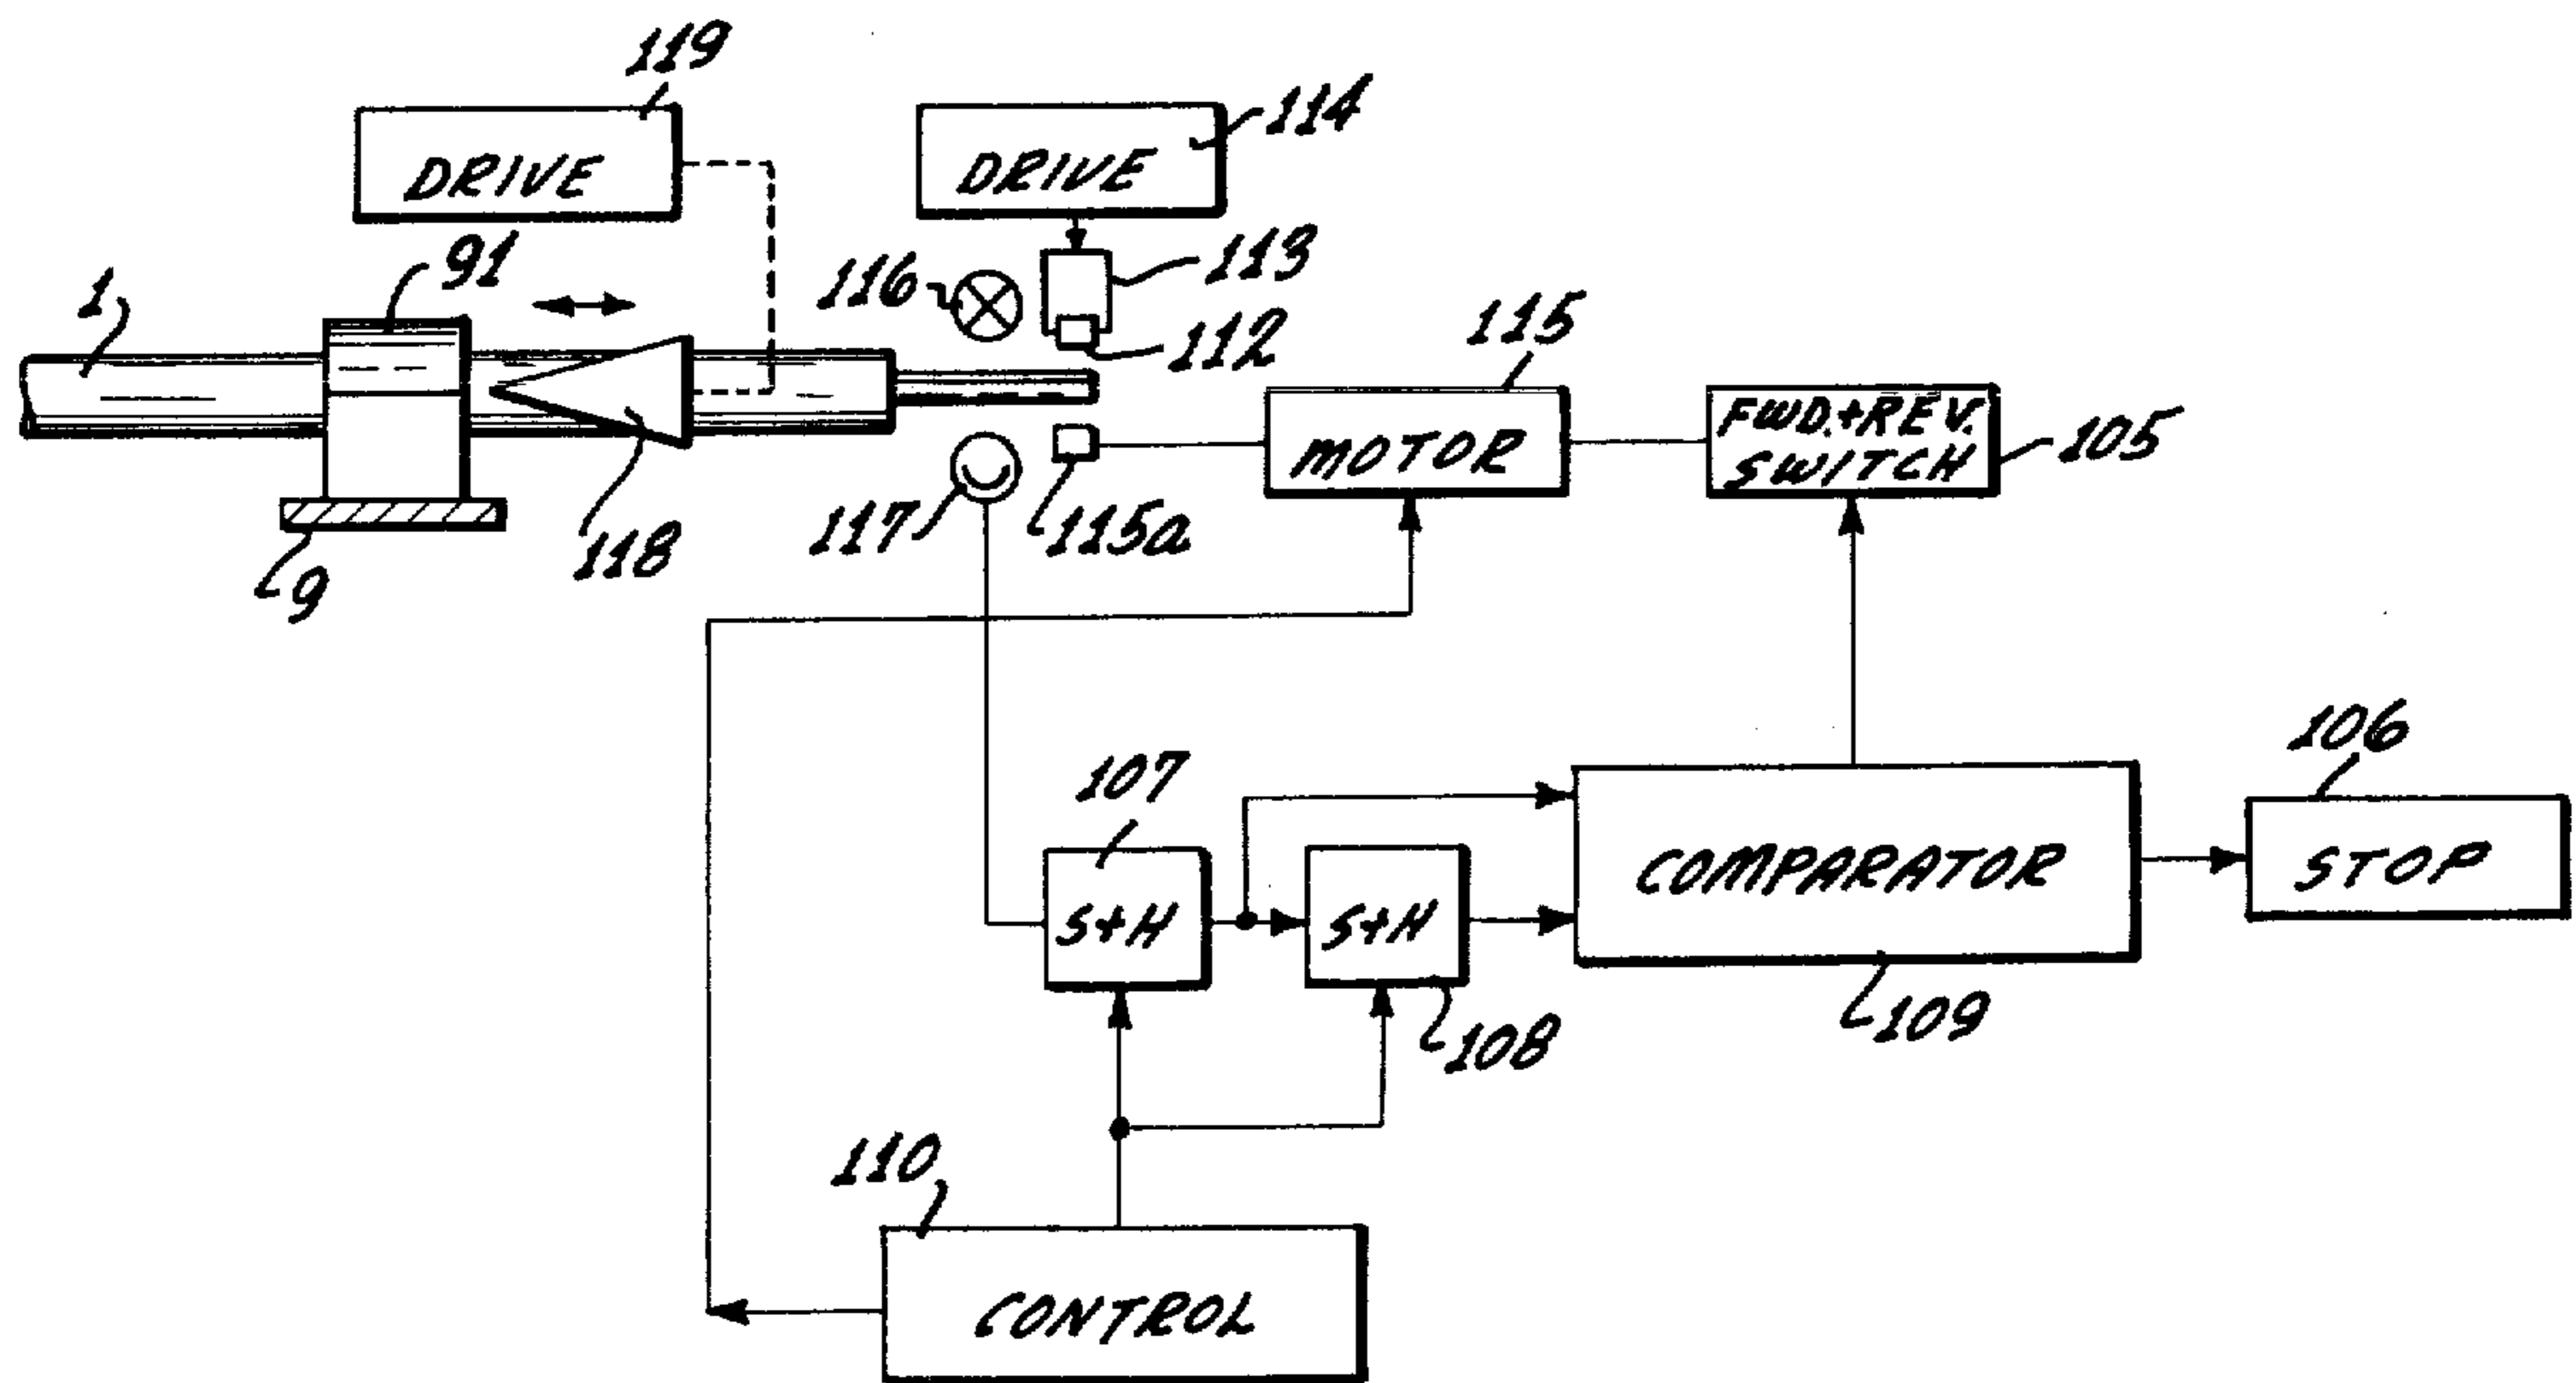 119
DRIVE
114
DRIVE
91
1
116
113
112
115
MOTOR
FWD.+REV.
SWITCH
105
117
115a
118
9
107
S+H
S+H
108
COMPARATOR
109
106
STOP
110
CONTROL